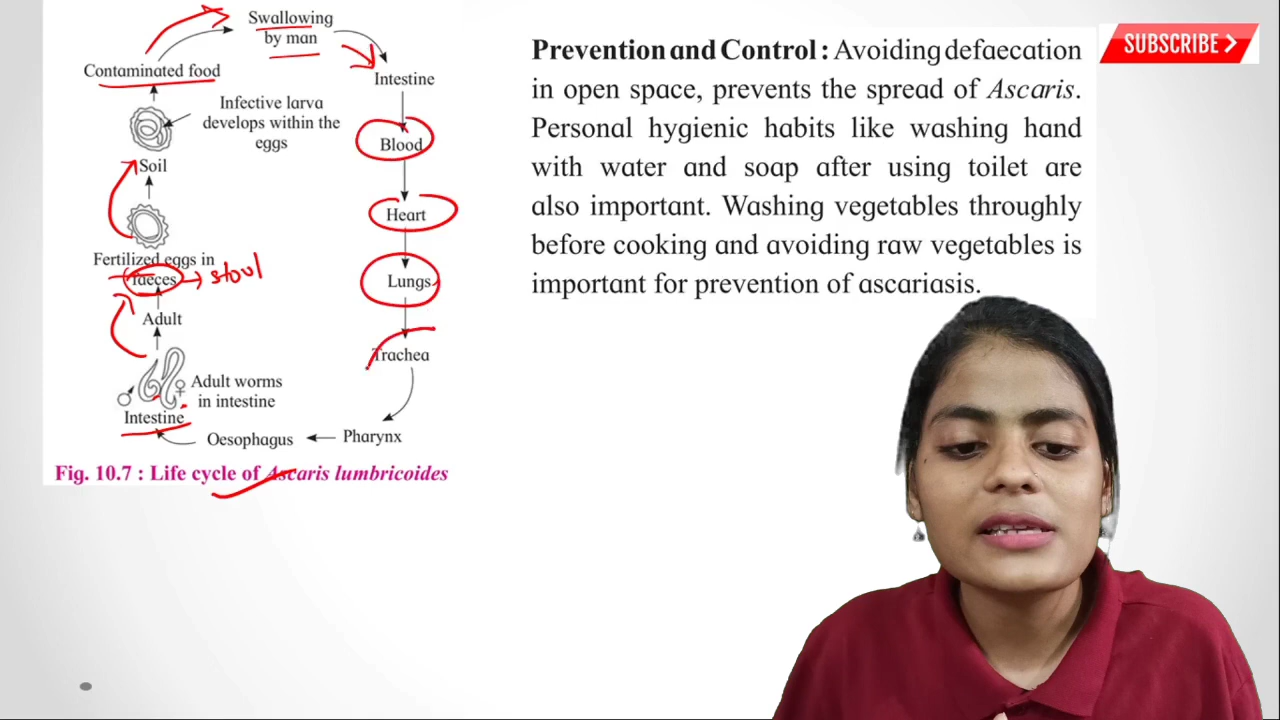 Swallowing
by man
Contaminated food
Intestine
Infective larva
develops within the
eggs
Blood
Soil
Heart
Fertilized eggs in
faeces → stoul
Lungs
Adult
Trachea
Adult worms
in intestine
Intestine
Oesophagus
Pharynx
Fig. 10.7 : Life cycle of Ascaris lumbricoides
Prevention and Control : Avoiding defaecation
in open space, prevents the spread of Ascaris.
Personal hygienic habits like washing hand
with water and soap after using toilet are
also important. Washing vegetables throughly
before cooking and avoiding raw vegetables is
important for prevention of ascariasis.
SUBSCRIBE >